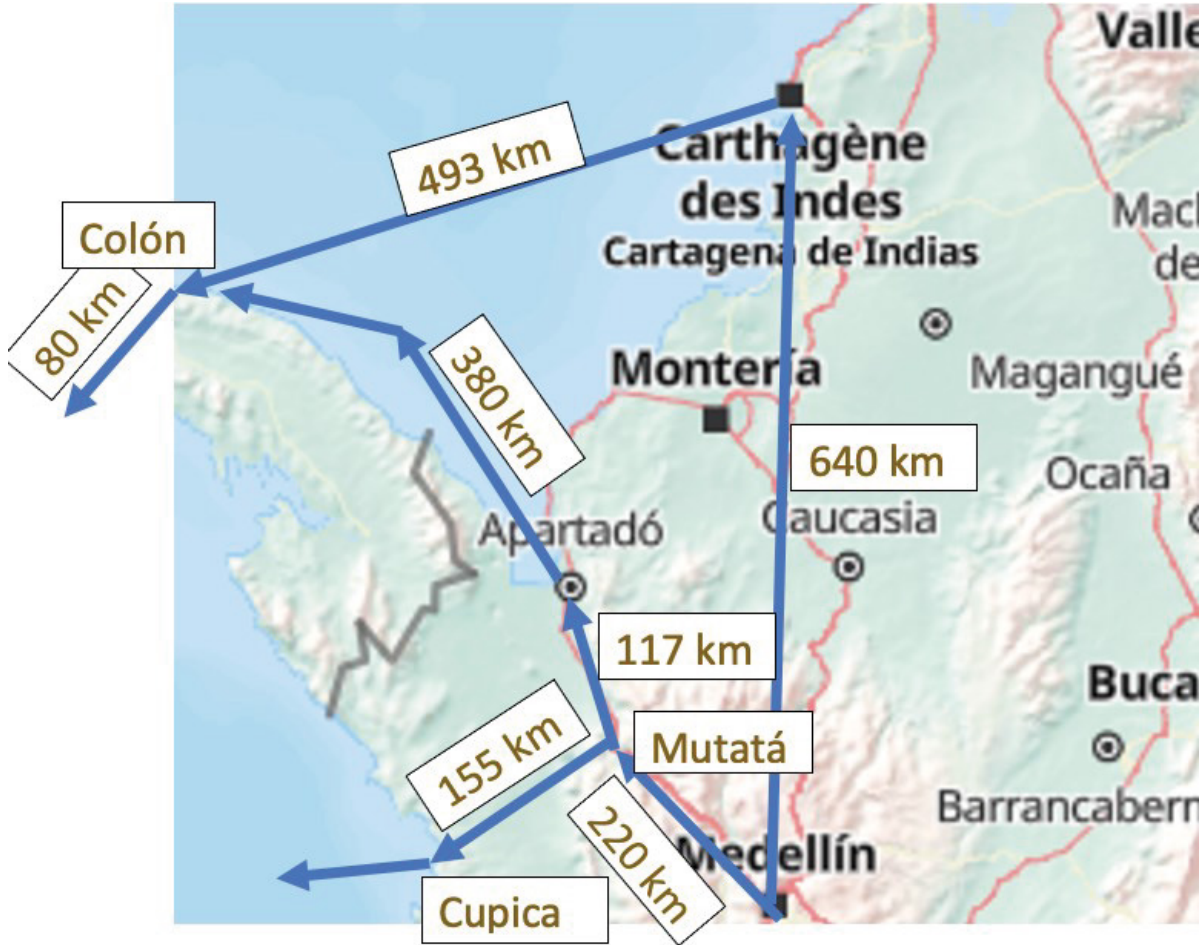 Valle
Carthagène
des Indes
Cartagena de Indias
493 km
Mac
de
Colón
80 km
Montería
Magangué
380 km
640 km
Ocaña
Apartadó
Caucasia
117 km
Buca
Mutatá
155 km
Barrancaberm
220 km
Medellín
Cupica